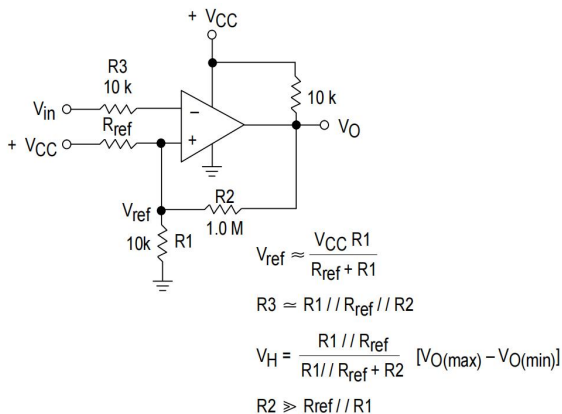 + VCC
R3
10 k
10 k
Vin
−
Rref
+ VCC
+
VO
R2
Vref
1.0 M
10k
R1
Vref ≈ VCC R1 / Rref + R1
R3 ≃ R1 / / Rref / / R2
VH = R1 / / Rref / R1/ / Rref + R2 [VO(max) – VO(min)]
R2 ≫ Rref / / R1